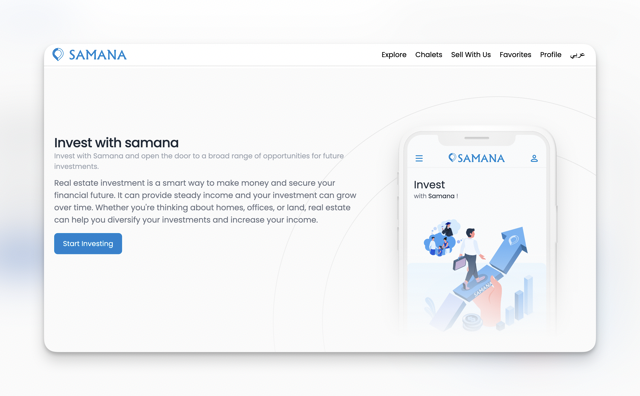 SAMANA
Explore Chalets Sell With Us Favorites Profile عربي
Invest with samana
Invest with Samana and open the door to a broad range of opportunities for future
investments.
Real estate investment is a smart way to make money and secure your
financial future. It can provide steady income and your investment can grow
over time. Whether you're thinking about homes, offices, or land, real estate
can help you diversify your investments and increase your income.
Start Investing
SAMANA
Invest
with Samana !
SAMANA